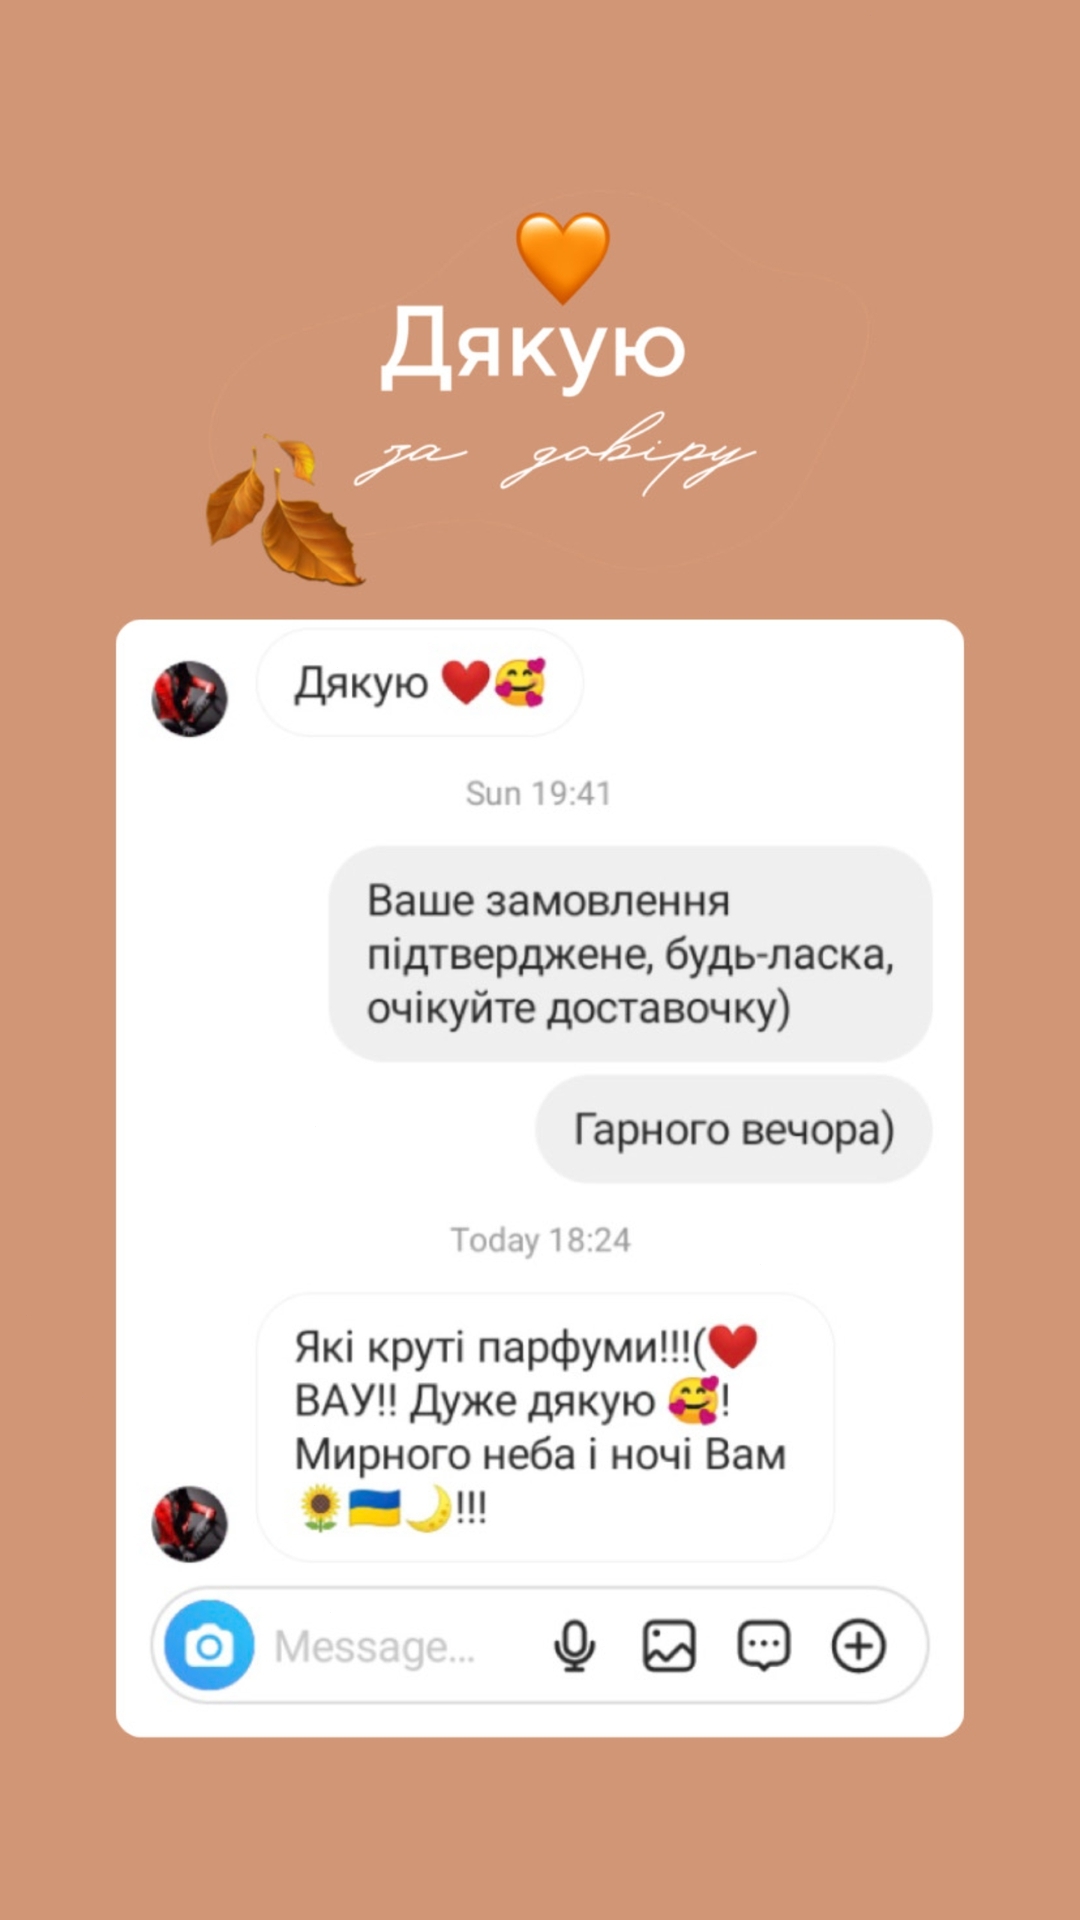 Дякую
за довіру
Дякую ❤️🥰
Sun 19:41
Ваше замовлення
підтверджене, будь-ласка,
очікуйте доставочку)
Гарного вечора)
Today 18:24
Які круті парфуми!!!(❤️
ВАУ!! Дуже дякую 🥰!
Мирного неба і ночі Вам
🌻🇺🇦🌛!!!
Message...